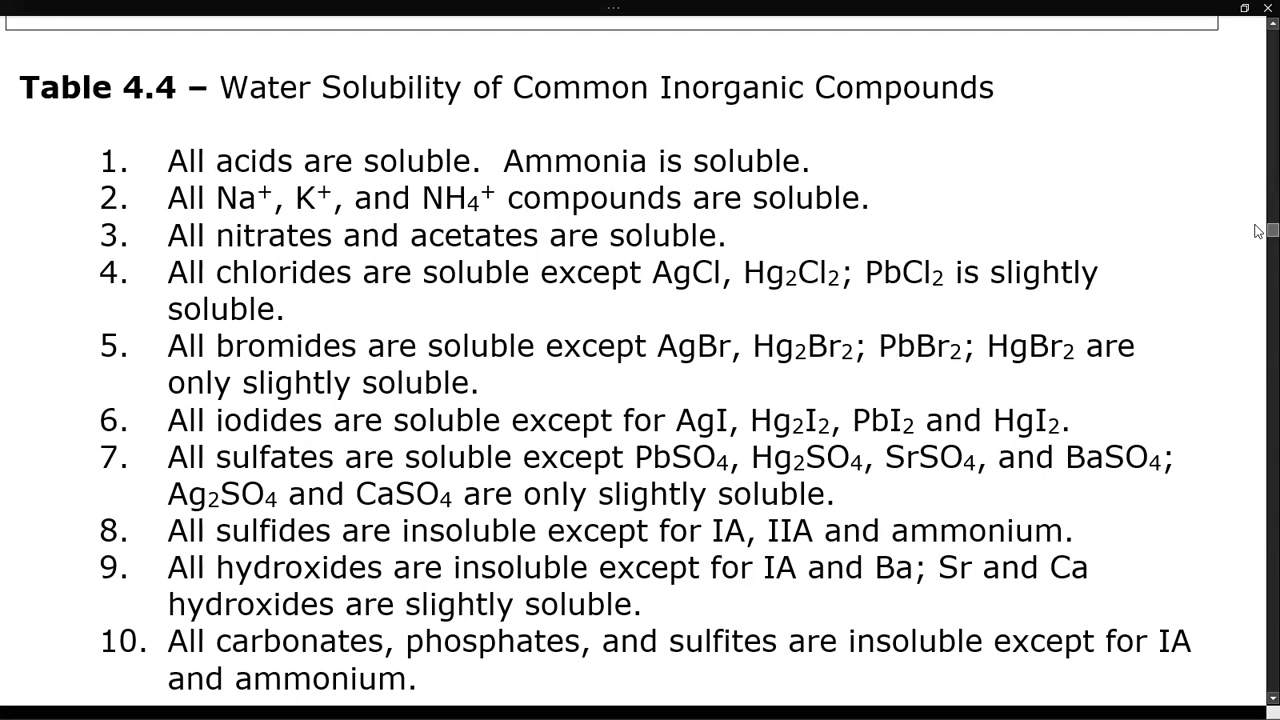 Table 4.4 – Water Solubility of Common Inorganic Compounds
1. All acids are soluble.  Ammonia is soluble.
2. All Na⁺, K⁺, and NH₄⁺ compounds are soluble.
3. All nitrates and acetates are soluble.
4. All chlorides are soluble except AgCl, Hg₂Cl₂; PbCl₂ is slightly
soluble.
5. All bromides are soluble except AgBr, Hg₂Br₂; PbBr₂; HgBr₂ are
only slightly soluble.
6. All iodides are soluble except for AgI, Hg₂I₂, PbI₂ and HgI₂.
7. All sulfates are soluble except PbSO₄, Hg₂SO₄, SrSO₄, and BaSO₄;
Ag₂SO₄ and CaSO₄ are only slightly soluble.
8. All sulfides are insoluble except for IA, IIA and ammonium.
9. All hydroxides are insoluble except for IA and Ba; Sr and Ca
hydroxides are slightly soluble.
10. All carbonates, phosphates, and sulfites are insoluble except for IA
and ammonium.